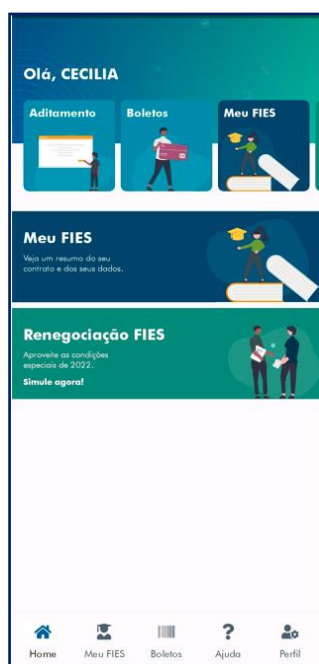 Olá, CECILIA
Aditamento
Boletos
Meu FIES
Meu FIES
Veja um resumo do seu
contrato e dos seus dados.
Renegociação FIES
Aproveite as condições
especiais de 2022.
Simule agora!
Home
Meu FIES
Boletos
Ajuda
Perfil